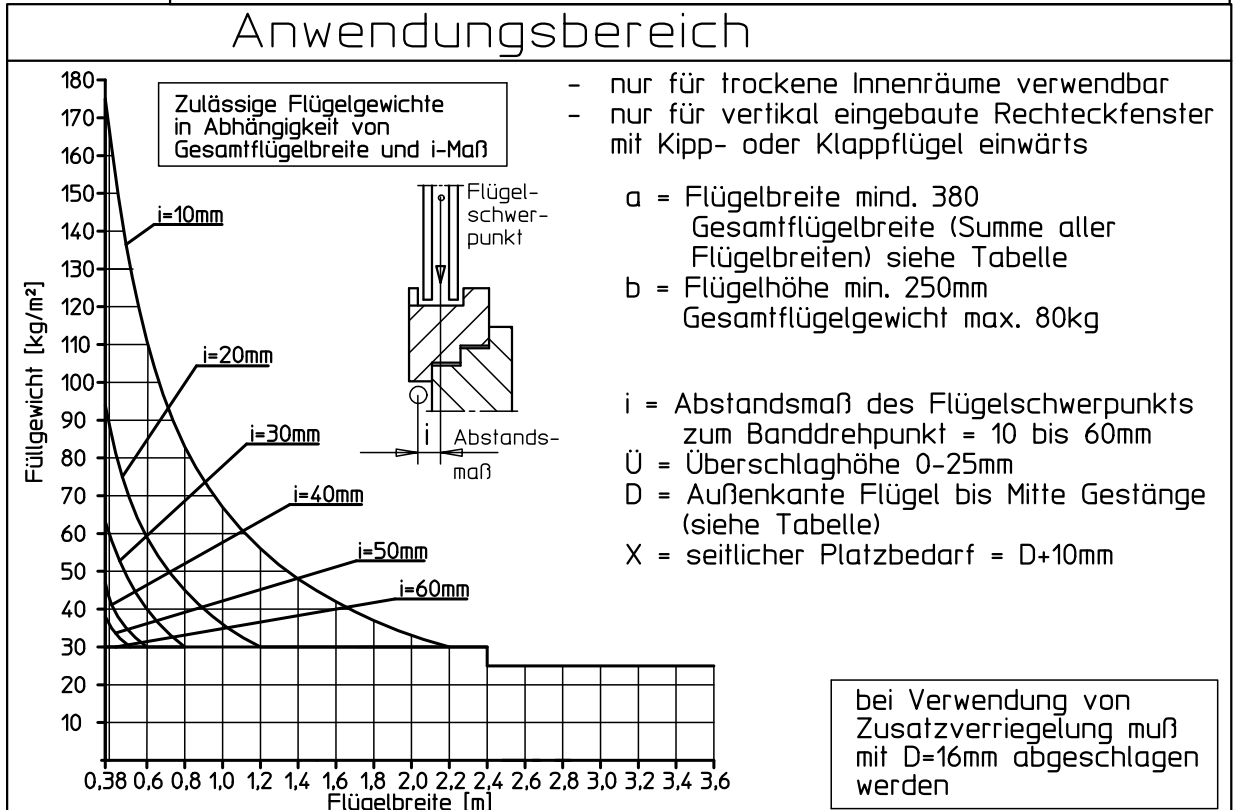 Anwendungsbereich
Zulässige Flügelgewichte
in Abhängigkeit von
Gesamtflügelbreite und i-Maß
Füllgewicht [kg/m²]
180
170
160
150
140
130
120
110
100
90
80
70
60
50
40
30
20
10
i=10mm
i=20mm
i=30mm
i=40mm
i=50mm
i=60mm
Flügel-
schwer-
punkt
i
Abstands-
maß
0,38 0,6 0,8 1,0 1,2 1,4 1,6 1,8 2,0 2,2 2,4 2,6 2,8 3,0 3,2 3,4 3,6
Flügelbreite [m]
- nur für trockene Innenräume verwendbar
- nur für vertikal eingebaute Rechteckfenster
mit Kipp- oder Klappflügel einwärts
a = Flügelbreite mind. 380
Gesamtflügelbreite (Summe aller
Flügelbreiten) siehe Tabelle
b = Flügelhöhe min. 250mm
Gesamtflügelgewicht max. 80kg
i = Abstandsmaß des Flügelschwerpunkts
zum Banddrehpunkt = 10 bis 60mm
Ü = Überschlaghöhe 0-25mm
D = Außenkante Flügel bis Mitte Gestänge
(siehe Tabelle)
X = seitlicher Platzbedarf = D+10mm
bei Verwendung von
Zusatzverriegelung muß
mit D=16mm abgeschlagen
werden